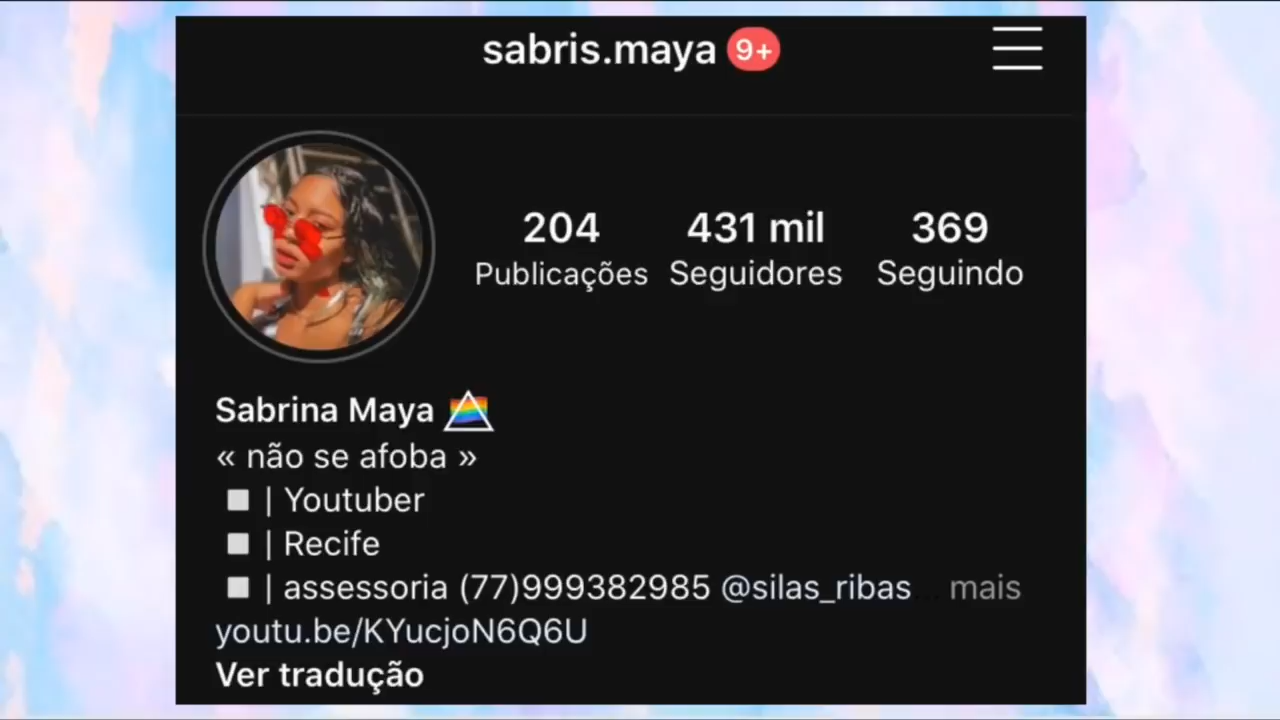 sabris.maya 9+
204 431 mil 369
Publicações Seguidores Seguindo
Sabrina Maya
« não se afoba »
| Youtuber
| Recife
| assessoria (77)999382985 @silas_ribas... mais
youtu.be/KYucjoN6Q6U
Ver tradução